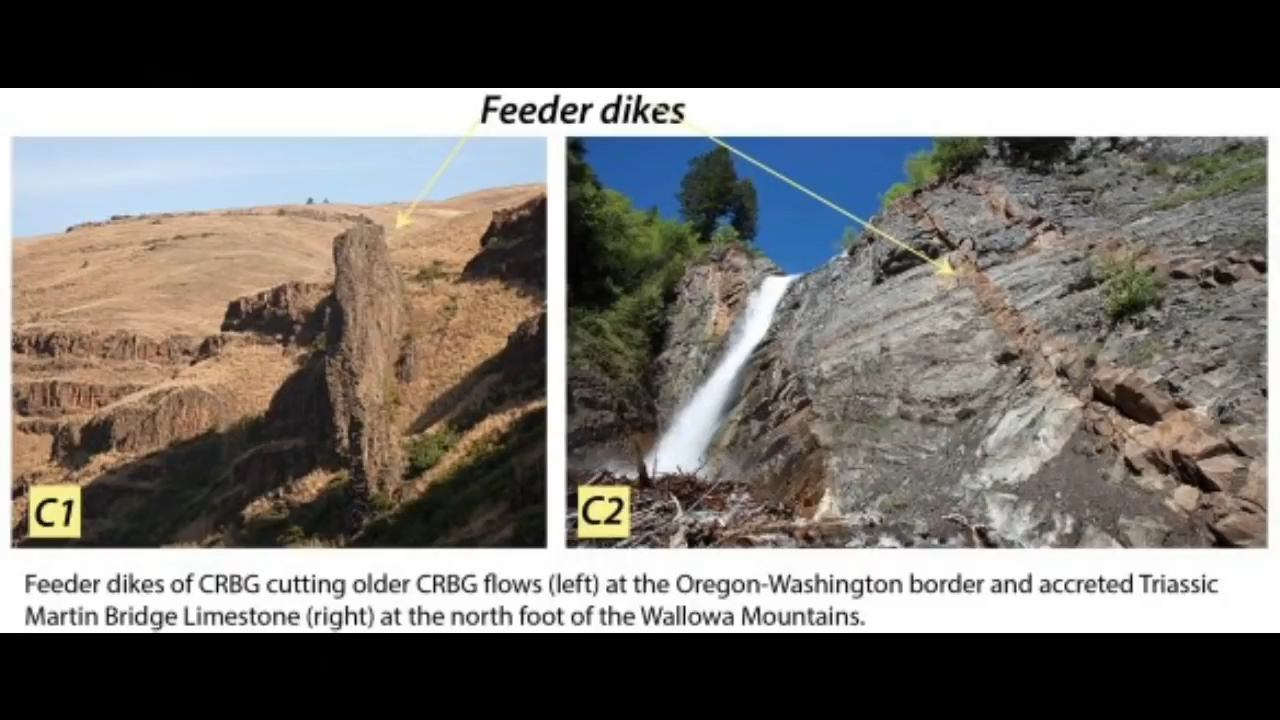 Feeder dikes
C1
C2
Feeder dikes of CRBG cutting older CRBG flows (left) at the Oregon-Washington border and accreted Triassic
Martin Bridge Limestone (right) at the north foot of the Wallowa Mountains.